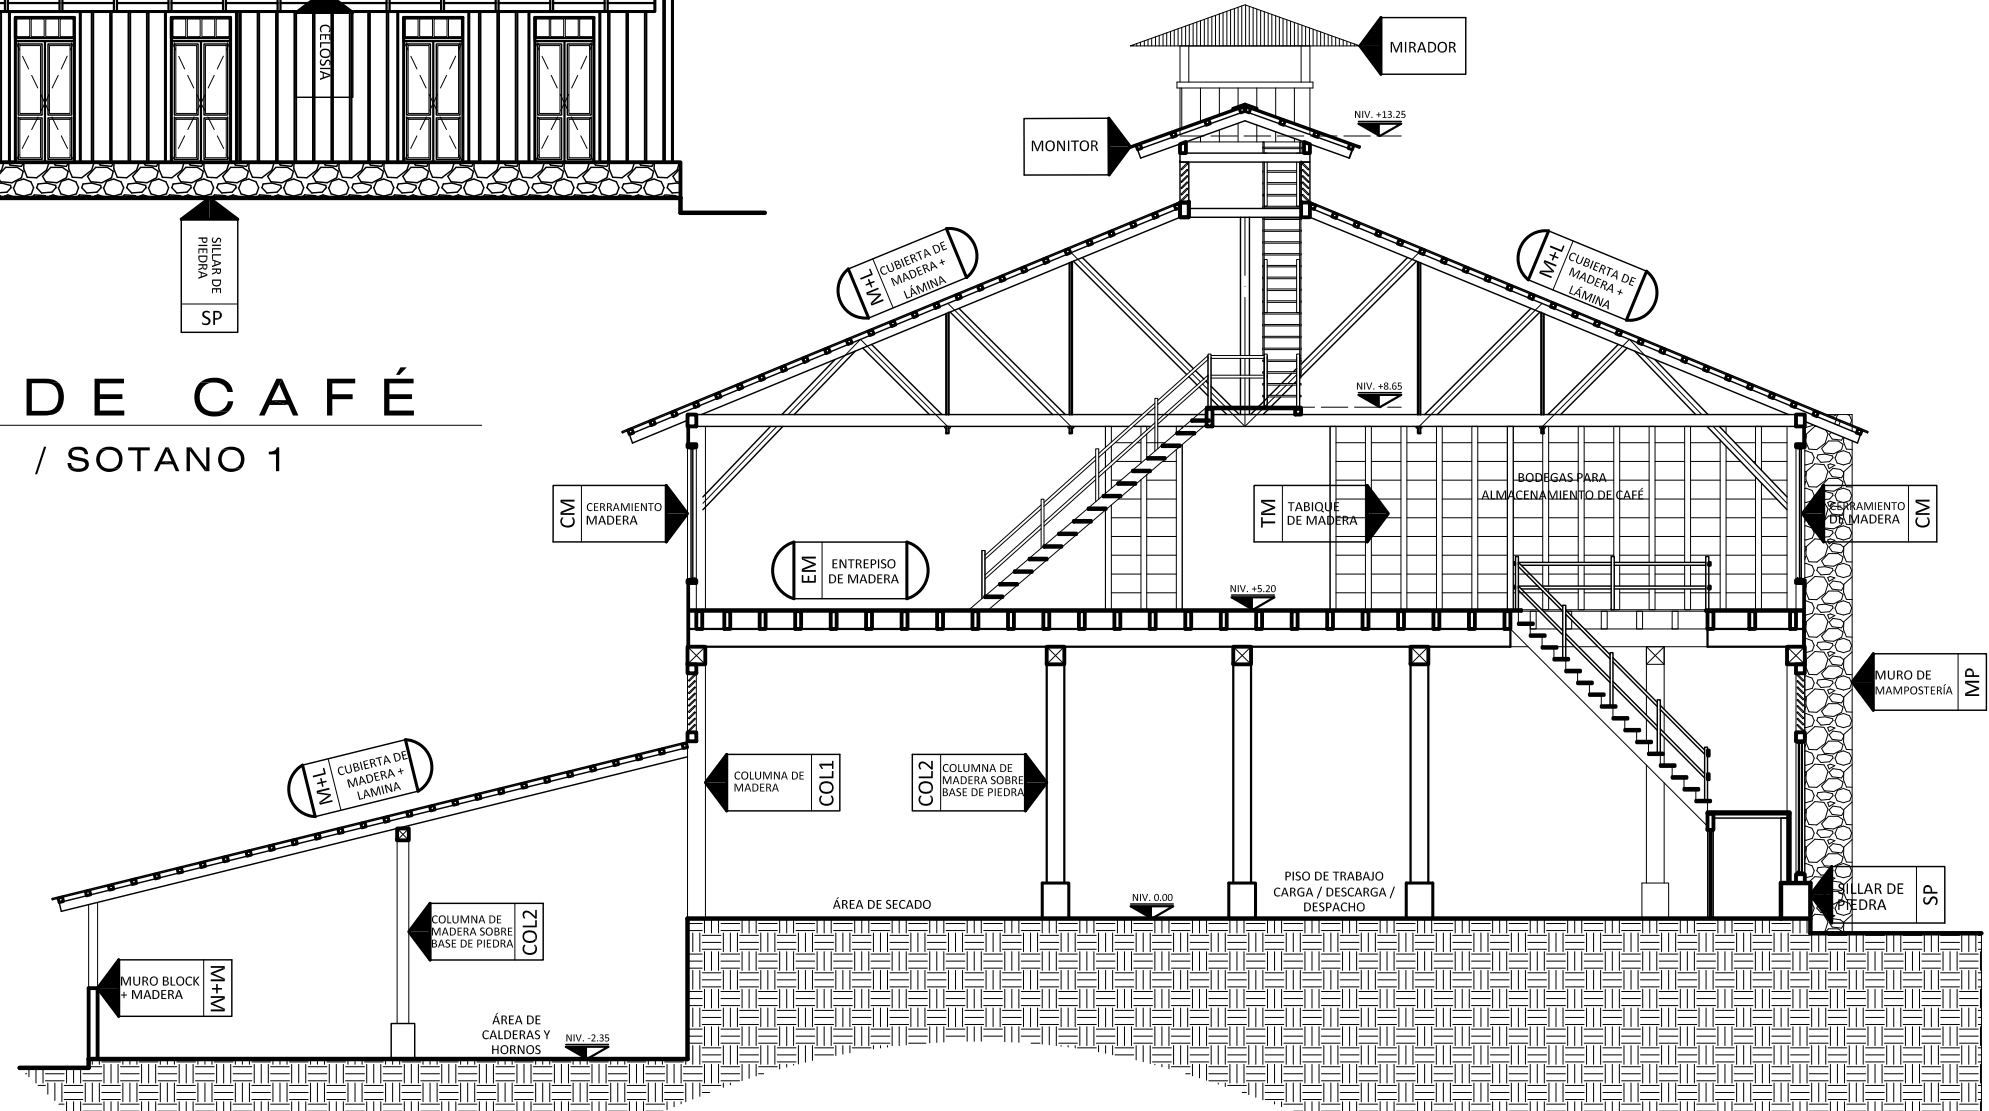 CELOSÍA
SILLAR DE
PIEDRA
SP
DE CAFÉ
/ SOTANO 1
MIRADOR
NIV. +13.25
MONITOR
M+L
CUBIERTA DE
MADERA +
LÁMINA
M+L
CUBIERTA DE
MADERA +
LÁMINA
NIV. +8.65
CM
CERRAMIENTO
MADERA
TM
TABIQUE
DE MADERA
BODEGAS PARA
ALMACENAMIENTO DE CAFÉ
CERRAMIENTO
DE MADERA
CM
EM
ENTREPISO
DE MADERA
NIV. +5.20
MURO DE
MAMPOSTERÍA
MP
M+L
CUBIERTA DE
MADERA +
LAMINA
COLUMNA DE
MADERA
COL1
COL2
COLUMNA DE
MADERA SOBRE
BASE DE PIEDRA
ÁREA DE SECADO
NIV. 0.00
PISO DE TRABAJO
CARGA / DESCARGA /
DESPACHO
SILLAR DE
PIEDRA
SP
COLUMNA DE
MADERA SOBRE
BASE DE PIEDRA
COL2
MURO BLOCK
+ MADERA
M+M
ÁREA DE
CALDERAS Y
HORNOS
NIV. -2.35